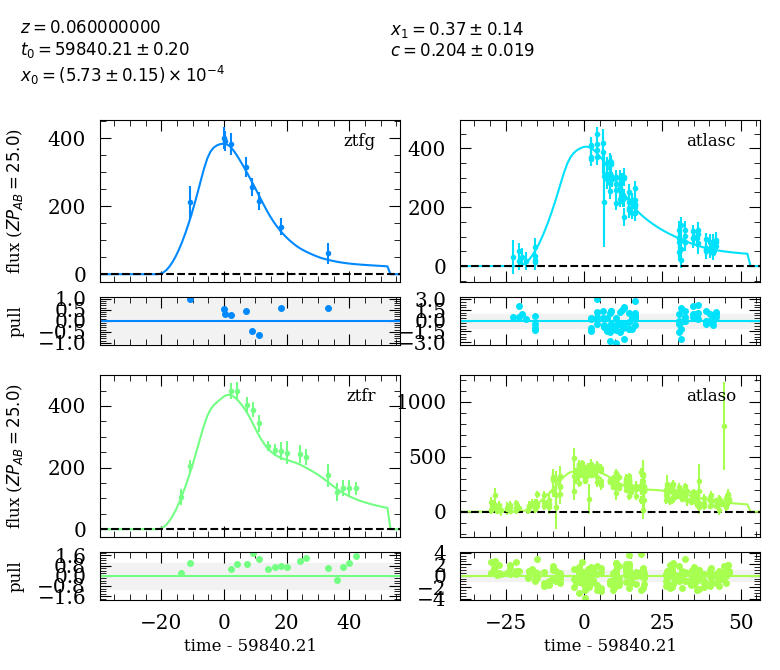 z = 0.060000000
t₀ = 59840.21 ± 0.20
x₀ = (5.73 ± 0.15) × 10⁻⁴
x₁ = 0.37 ± 0.14
c = 0.204 ± 0.019
flux (ZP_AB = 25.0)
400
200
0
ztfg
400
200
0
atlasc
pull
1.0
0.5
0.0
−0.5
−1.0
3.0
1.5
0.0
−1.5
−3.0
flux (ZP_AB = 25.0)
400
200
0
ztfr
1000
500
0
atlaso
pull
1.6
0.8
0.0
−0.8
−1.6
4
2
0
−2
−4
−20 0 20 40
−25 0 25 50
time - 59840.21
time - 59840.21